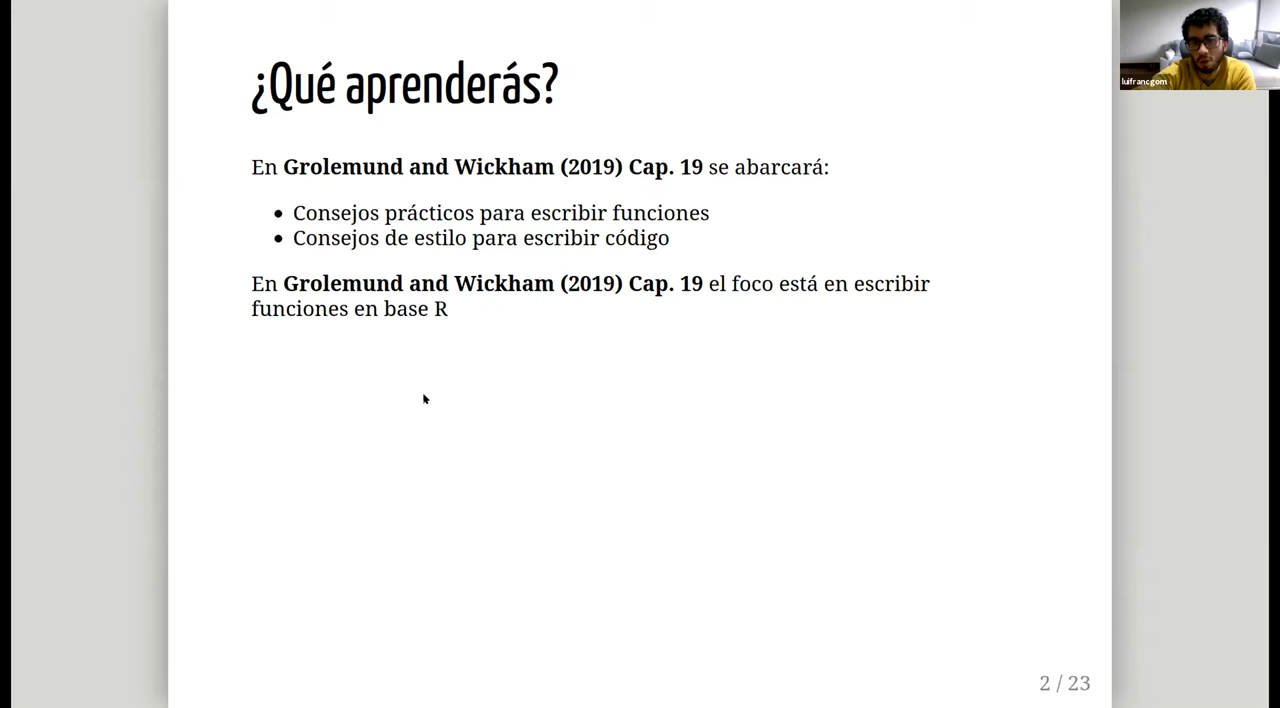 ¿Qué aprenderás?
En Grolemund and Wickham (2019) Cap. 19 se abarcará:
• Consejos prácticos para escribir funciones
• Consejos de estilo para escribir código
En Grolemund and Wickham (2019) Cap. 19 el foco está en escribir
funciones en base R
2 / 23
luifrancgom